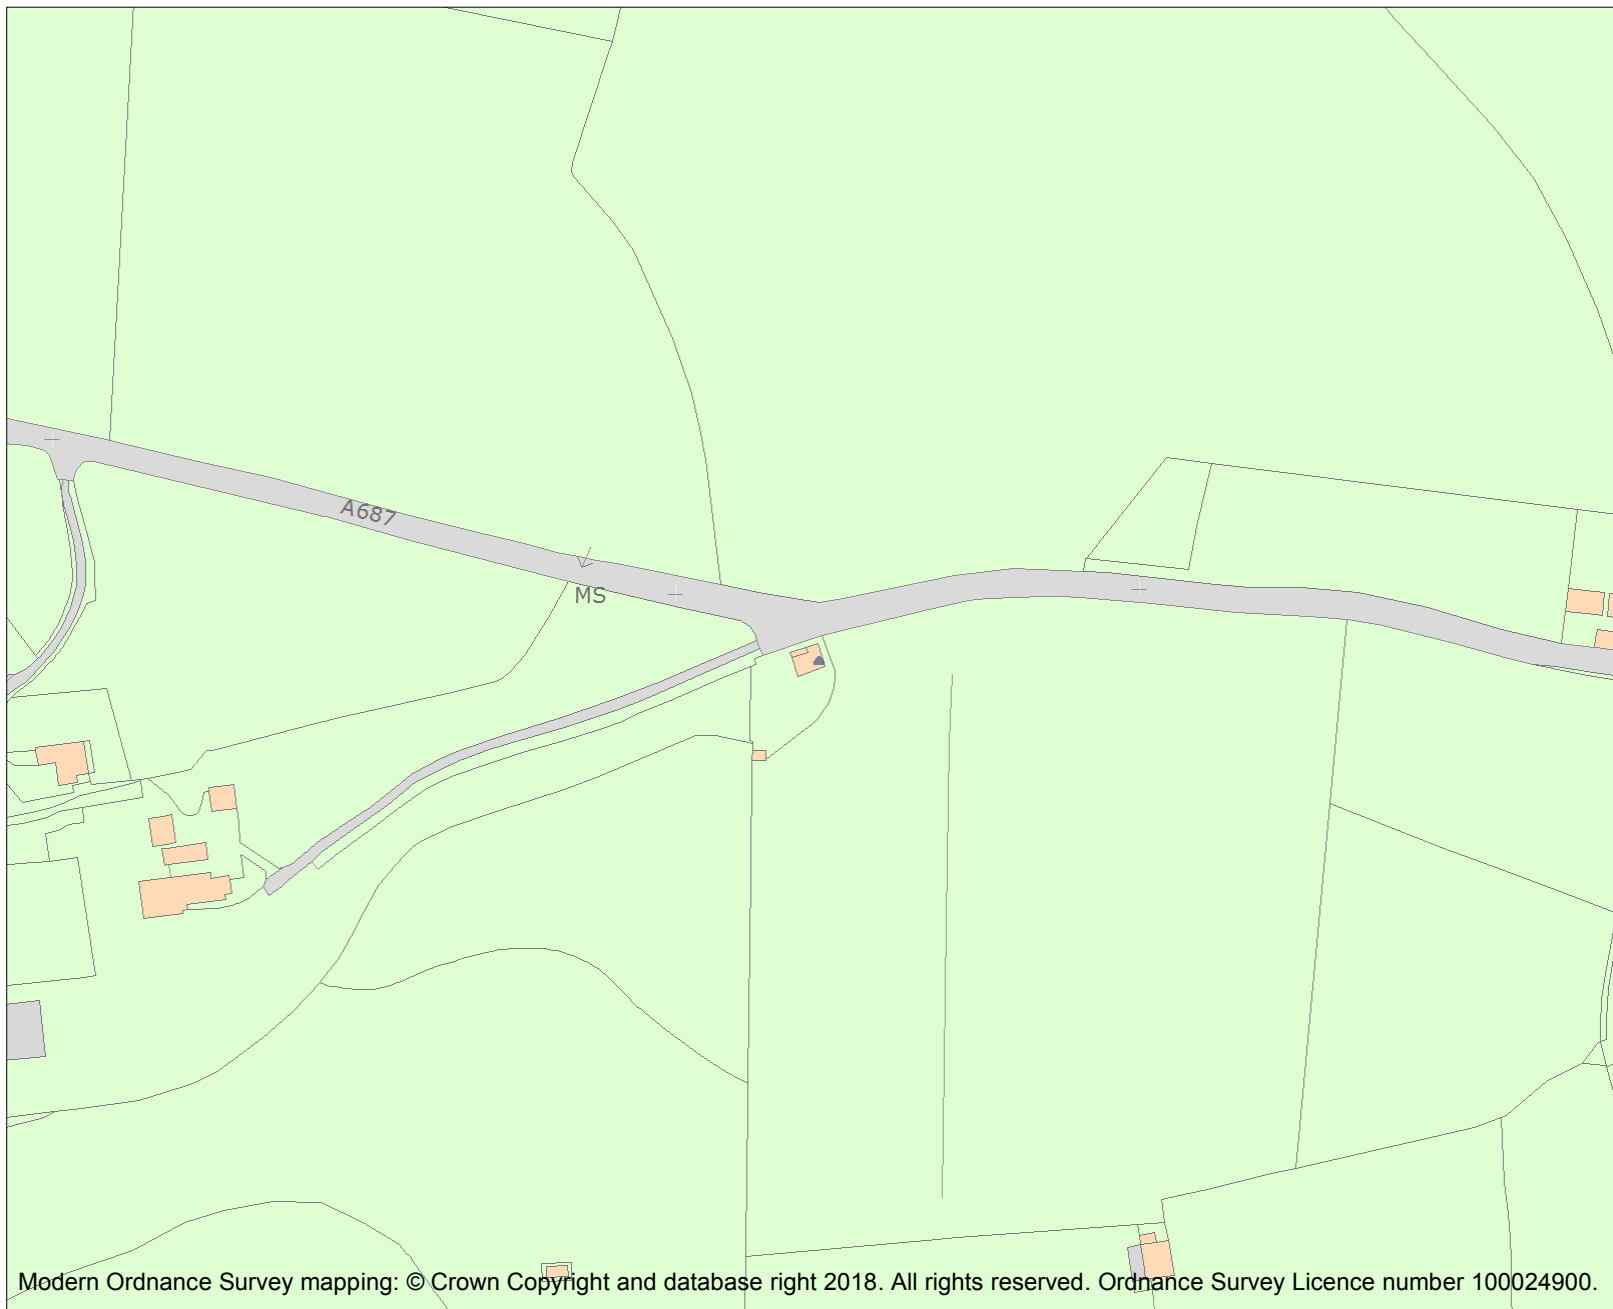 A687
MS
Modern Ordnance Survey mapping: © Crown Copyright and database right 2018. All rights reserved. Ordnance Survey Licence number 100024900.